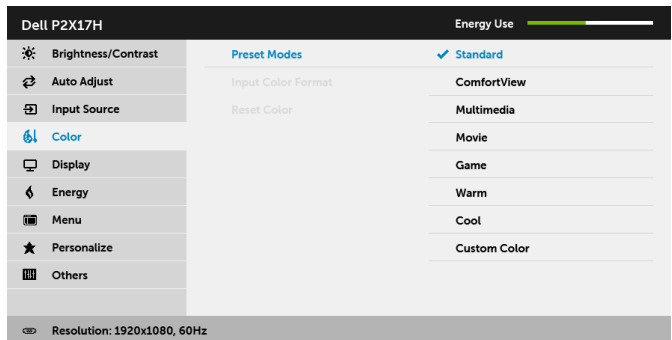 Dell P2X17H Energy Use
Brightness/Contrast Preset Modes Standard
Auto Adjust Input Color Format ComfortView
Input Source Reset Color Multimedia
Color Movie
Display Game
Energy Warm
Menu Cool
Personalize Custom Color
Others
Resolution: 1920x1080, 60Hz